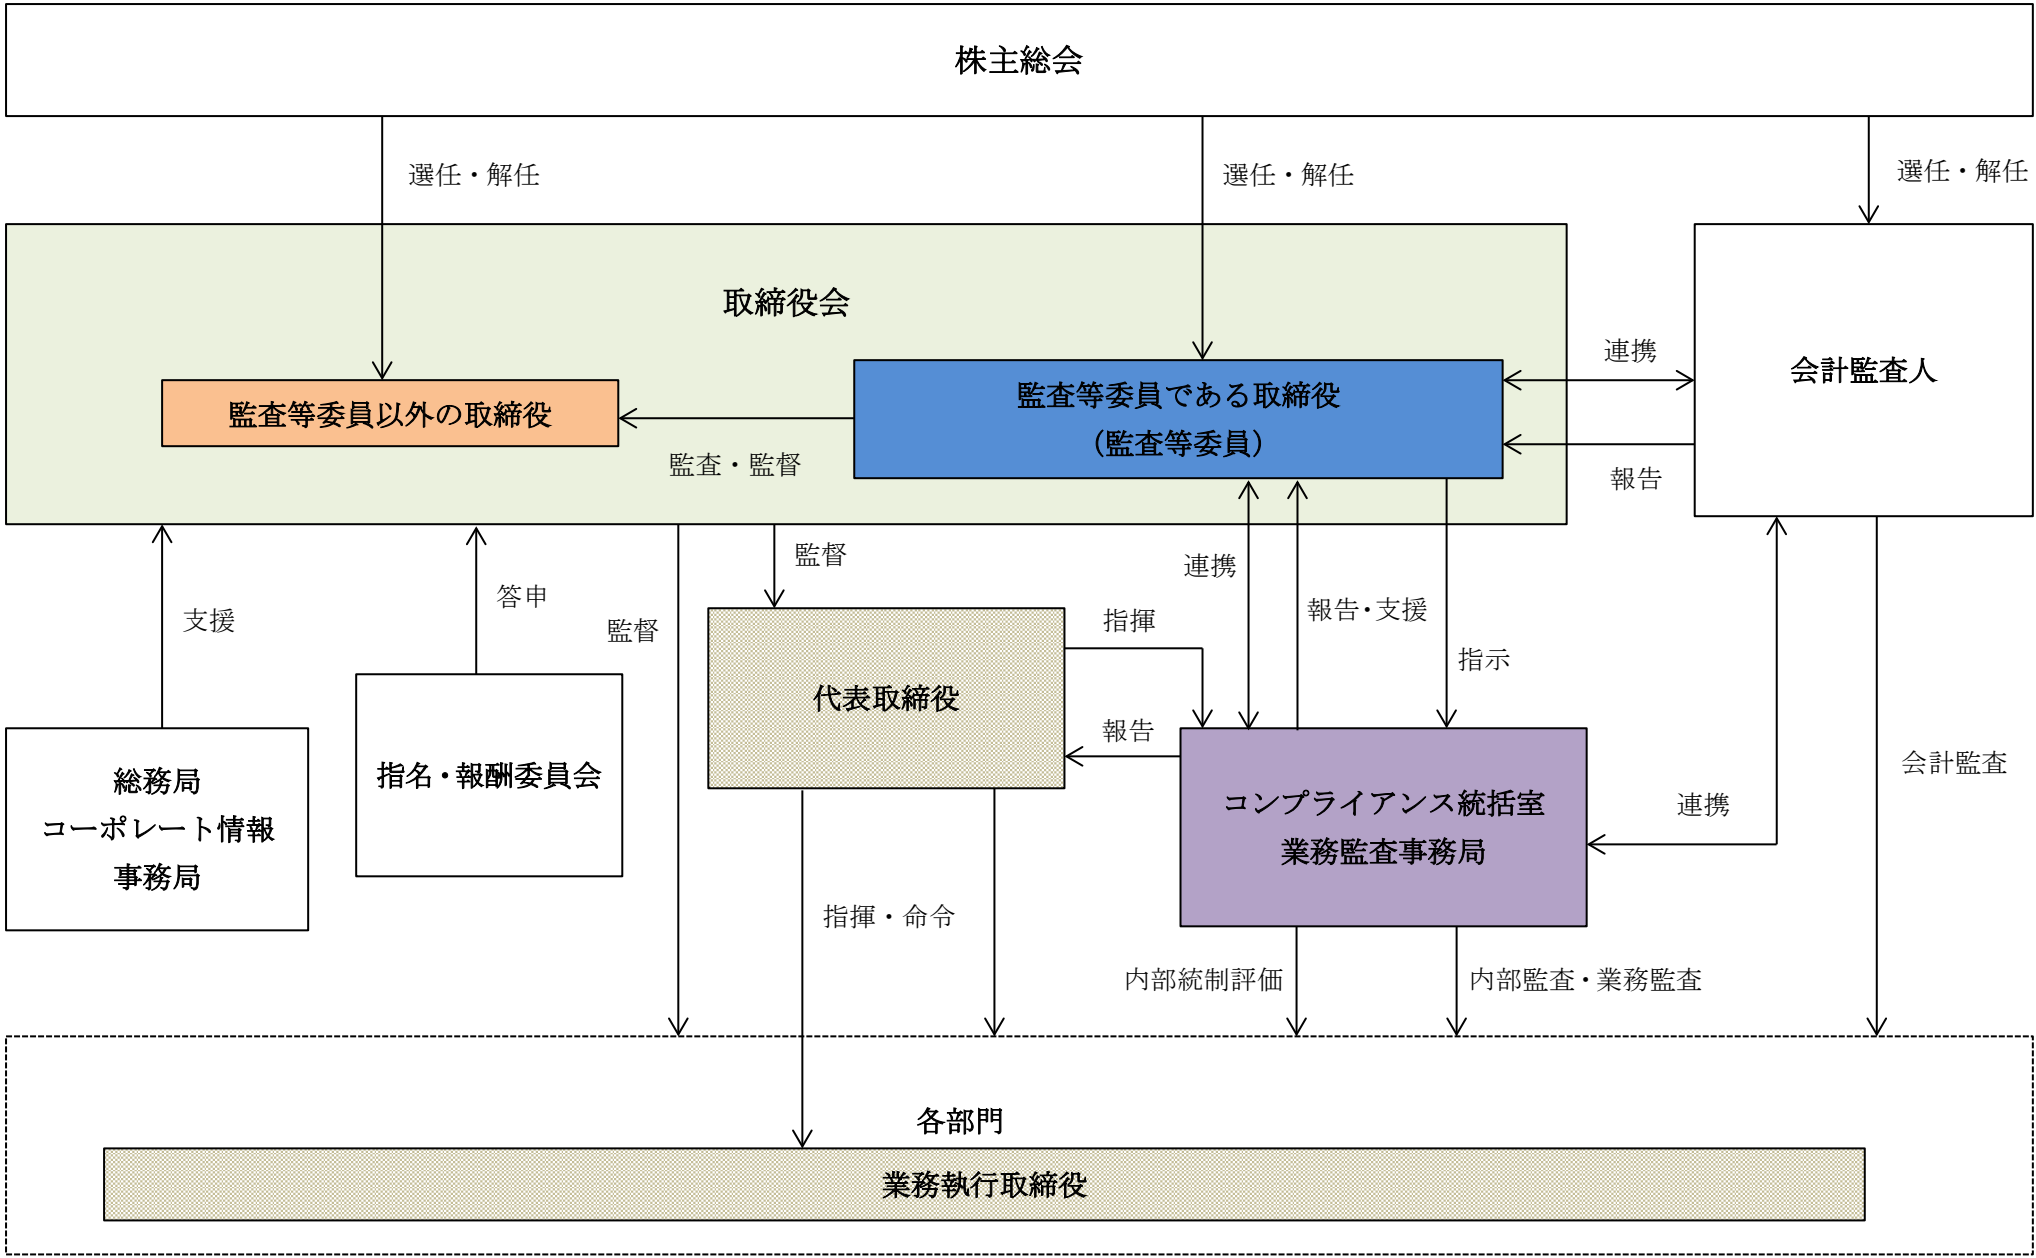 株主総会
選任・解任
選任・解任
選任・解任
取締役会
監査等委員以外の取締役
監査等委員である取締役
（監査等委員）
監査・監督
連携
報告
会計監査人
支援
答申
監督
監督
連携
報告・支援
指示
指揮
報告
代表取締役
総務局
コーポレート情報
事務局
指名・報酬委員会
コンプライアンス統括室
業務監査事務局
連携
会計監査
指揮・命令
内部統制評価
内部監査・業務監査
各部門
業務執行取締役